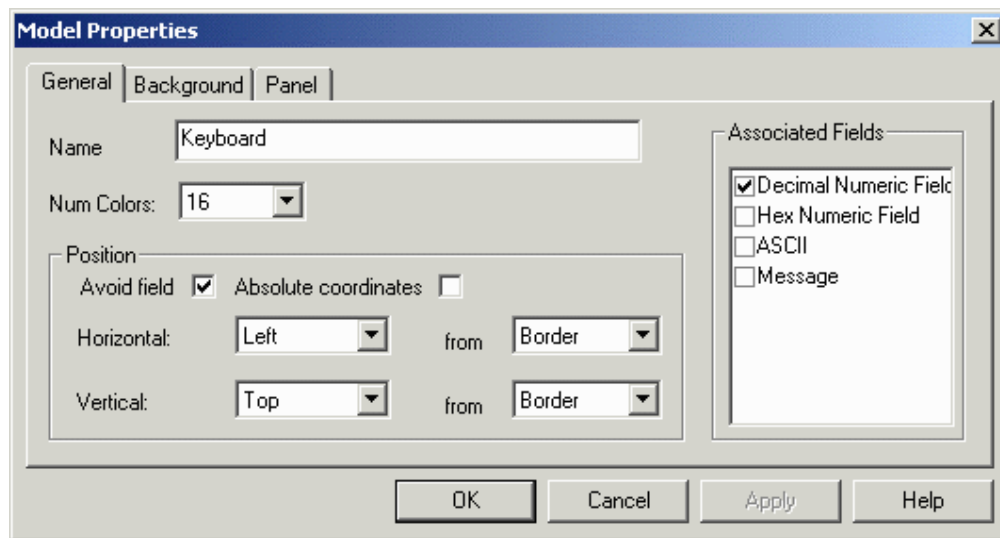 Model Properties
General Background Panel
Name Keyboard
Num Colors: 16
Position
Avoid field Absolute coordinates
Horizontal: Left from Border
Vertical: Top from Border
Associated Fields
Decimal Numeric Field
Hex Numeric Field
ASCII
Message
OK Cancel Apply Help